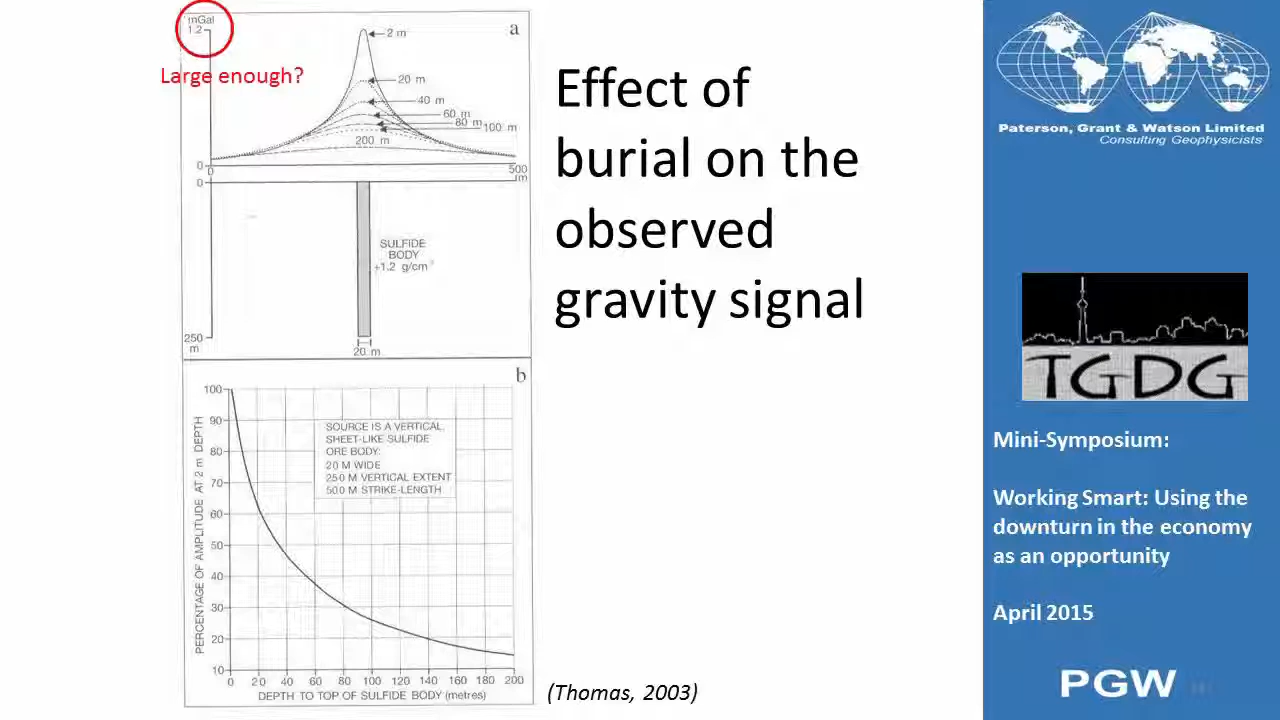 mGal
1.2
Large enough?
a
2 m
20 m
40 m
60 m
80 m
100 m
200 m
0
0
500
m
0
SULFIDE
BODY
+1.2 g/cm³
250
m
20 m
b
PERCENTAGE OF AMPLITUDE AT 2 m DEPTH
100
90
80
70
60
50
40
30
20
10
SOURCE IS A VERTICAL
SHEET-LIKE SULFIDE
ORE BODY:
20 M WIDE
250 M VERTICAL EXTENT
500 M STRIKE-LENGTH
0 20 40 60 80 100 120 140 160 180 200
DEPTH TO TOP OF SULFIDE BODY (metres)
Effect of
burial on the
observed
gravity signal
(Thomas, 2003)
Paterson, Grant & Watson Limited
Consulting Geophysicists
TGDG
Mini-Symposium:
Working Smart: Using the
downturn in the economy
as an opportunity
April 2015
PGW